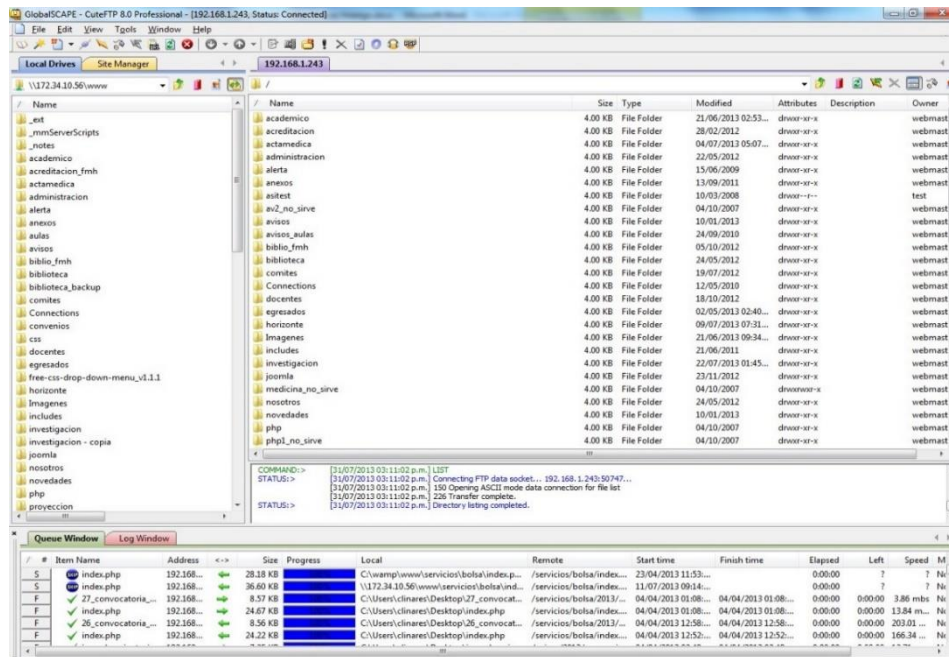 GlobalSCAPE - CuteFTP 8.0 Professional - [192.168.1.243, Status: Connected]
File Edit View Tools Window Help
Local Drives Site Manager 192.168.1.243
\\172.34.10.56\www /
Name
_ext
_mmServerScripts
_notes
academico
acreditacion_fmh
actamedica
administracion
alerta
anexos
aulas
avisos
biblio_fmh
biblioteca
biblioteca_backup
comites
Connections
convenios
css
docentes
egresados
free-css-drop-down-menu_v1.1.1
horizonte
Imagenes
includes
investigacion
investigacion - copia
joomla
nosotros
novedades
php
proyeccion
Name Size Type Modified Attributes Description Owner
academico 4.00 KB File Folder 21/06/2013 02:53... drwxr-xr-x webmast
acreditacion 4.00 KB File Folder 28/02/2012 drwxr-xr-x webmast
actamedica 4.00 KB File Folder 04/07/2013 05:07... drwxr-xr-x webmast
administracion 4.00 KB File Folder 22/05/2012 drwxr-xr-x webmast
alerta 4.00 KB File Folder 15/06/2009 drwxr-xr-x webmast
anexos 4.00 KB File Folder 13/09/2011 drwxr-xr-x webmast
asitest 4.00 KB File Folder 10/03/2008 drwxr--r-- test
av2_no_sirve 4.00 KB File Folder 04/10/2007 drwxr-xr-x webmast
avisos 4.00 KB File Folder 10/01/2013 drwxr-xr-x webmast
avisos_aulas 4.00 KB File Folder 24/09/2010 drwxr-xr-x webmast
biblio_fmh 4.00 KB File Folder 05/10/2012 drwxr-xr-x webmast
biblioteca 4.00 KB File Folder 24/05/2012 drwxr-xr-x webmast
comites 4.00 KB File Folder 19/07/2012 drwxr-xr-x webmast
Connections 4.00 KB File Folder 12/05/2010 drwxr-xr-x webmast
docentes 4.00 KB File Folder 18/10/2012 drwxr-xr-x webmast
egresados 4.00 KB File Folder 02/05/2013 02:40... drwxr-xr-x webmast
horizonte 4.00 KB File Folder 09/07/2013 07:31... drwxr-xr-x webmast
Imagenes 4.00 KB File Folder 21/06/2013 09:34... drwxr-xr-x webmast
includes 4.00 KB File Folder 21/06/2011 drwxr-xr-x webmast
investigacion 4.00 KB File Folder 22/07/2013 01:45... drwxr-xr-x webmast
joomla 4.00 KB File Folder 23/11/2012 drwxr-xr-x webmast
medicina_no_sirve 4.00 KB File Folder 04/10/2007 drwxrwxr-x webmast
nosotros 4.00 KB File Folder 24/05/2012 drwxr-xr-x webmast
novedades 4.00 KB File Folder 10/01/2013 drwxr-xr-x webmast
php 4.00 KB File Folder 04/10/2007 drwxr-xr-x webmast
php1_no_sirve 4.00 KB File Folder 04/10/2007 drwxr-xr-x webmast
COMMAND:> [31/07/2013 03:11:02 p.m.] LIST
STATUS:> [31/07/2013 03:11:02 p.m.] Connecting FTP data socket... 192.168.1.243:50747...
[31/07/2013 03:11:02 p.m.] 150 Opening ASCII mode data connection for file list
[31/07/2013 03:11:02 p.m.] 226 Transfer complete.
STATUS:> [31/07/2013 03:11:02 p.m.] Directory listing completed.
Queue Window Log Window
# Item Name Address <-> Size Progress Local Remote Start time Finish time Elapsed Left Speed M
S index.php 192.168... 28.18 KB C:\wamp\www\servicios\bolsa\index.p... /servicios/bolsa/index.... 23/04/2013 11:53:... 0:00:00 ? ? No
S index.php 192.168... 36.60 KB \\172.34.10.56\www\servicios\bolsa\ind... /servicios/bolsa/index.... 11/07/2013 09:14:... 0:00:00 ? ? No
F 27_convocatoria_... 192.168... 8.57 KB C:\Users\clinares\Desktop\27_convocat... /servicios/bolsa/2013/... 04/04/2013 01:08:... 04/04/2013 01:08:... 0:00:00 0:00:00 3.86 mbs No
F index.php 192.168... 24.67 KB C:\Users\clinares\Desktop\index.php /servicios/bolsa/index.... 04/04/2013 01:08:... 04/04/2013 01:08:... 0:00:00 0:00:00 13.84 m... No
F 26_convocatoria_... 192.168... 8.56 KB C:\Users\clinares\Desktop\26_convocat... /servicios/bolsa/2013/... 04/04/2013 12:58:... 04/04/2013 12:58:... 0:00:00 0:00:00 203.01 ... No
F index.php 192.168... 24.22 KB C:\Users\clinares\Desktop\index.php /servicios/bolsa/index.... 04/04/2013 12:52:... 04/04/2013 12:52:... 0:00:00 0:00:00 166.34 ... No